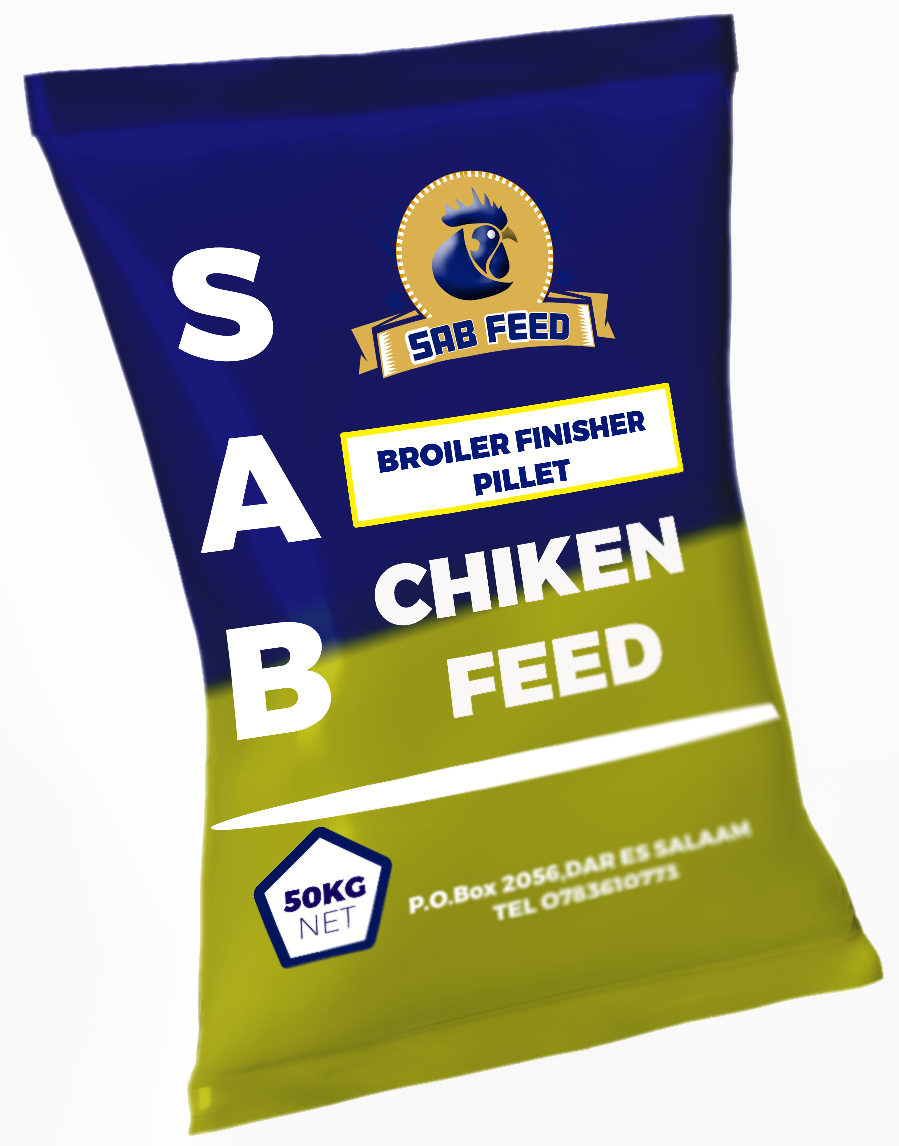 S
A
B
SAB FEED
BROILER FINISHER
PILLET
CHIKEN
FEED
50KG
NET
P.O.Box 2056,DAR ES SALAAM
TEL 0783610773